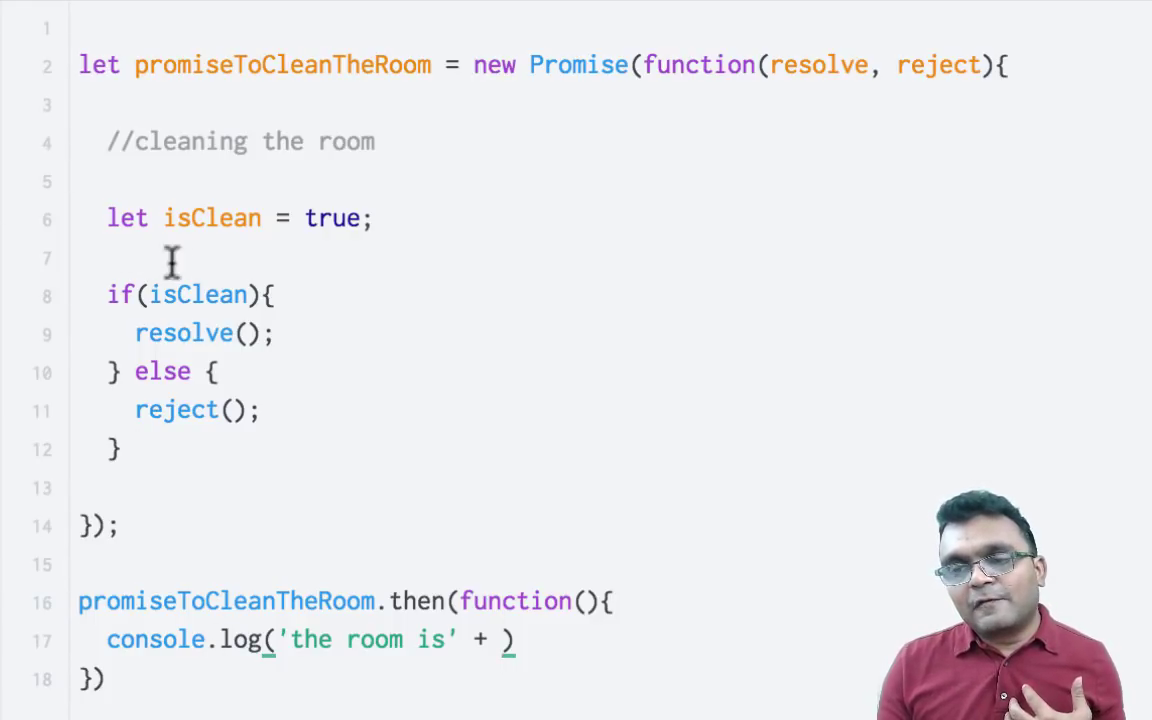 1
2 let promiseToCleanTheRoom = new Promise(function(resolve, reject){
3
4 //cleaning the room
5
6 let isClean = true;
7
8 if(isClean){
9 resolve();
10 } else {
11 reject();
12 }
13
14 });
15
16 promiseToCleanTheRoom.then(function(){
17 console.log('the room is' + )
18 })